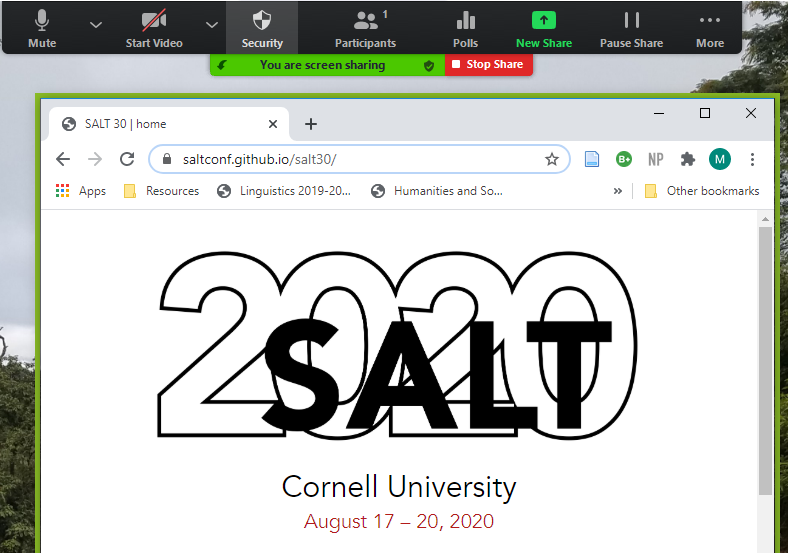 Mute
Start Video
Security
Participants 1
Polls
New Share
Pause Share
More
You are screen sharing
Stop Share
SALT 30 | home
saltconf.github.io/salt30/
B+
NP
M
Apps
Resources
Linguistics 2019-20...
Humanities and So...
»
Other bookmarks
2020
SALT
Cornell University
August 17 – 20, 2020